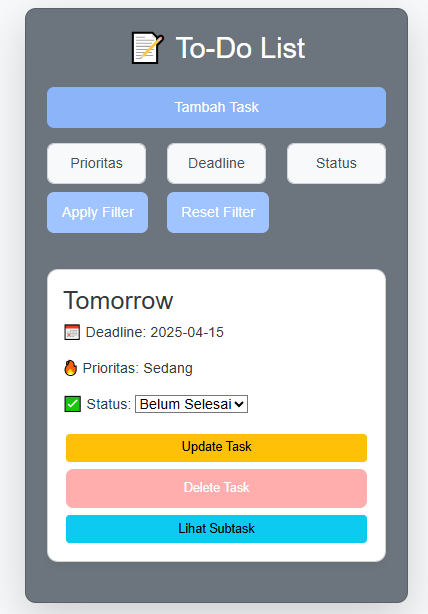 📝 To-Do List
Tambah Task
Prioritas Deadline Status
Apply Filter Reset Filter
Tomorrow
📅 Deadline: 2025-04-15
🔥 Prioritas: Sedang
✅ Status: Belum Selesai
Update Task
Delete Task
Lihat Subtask